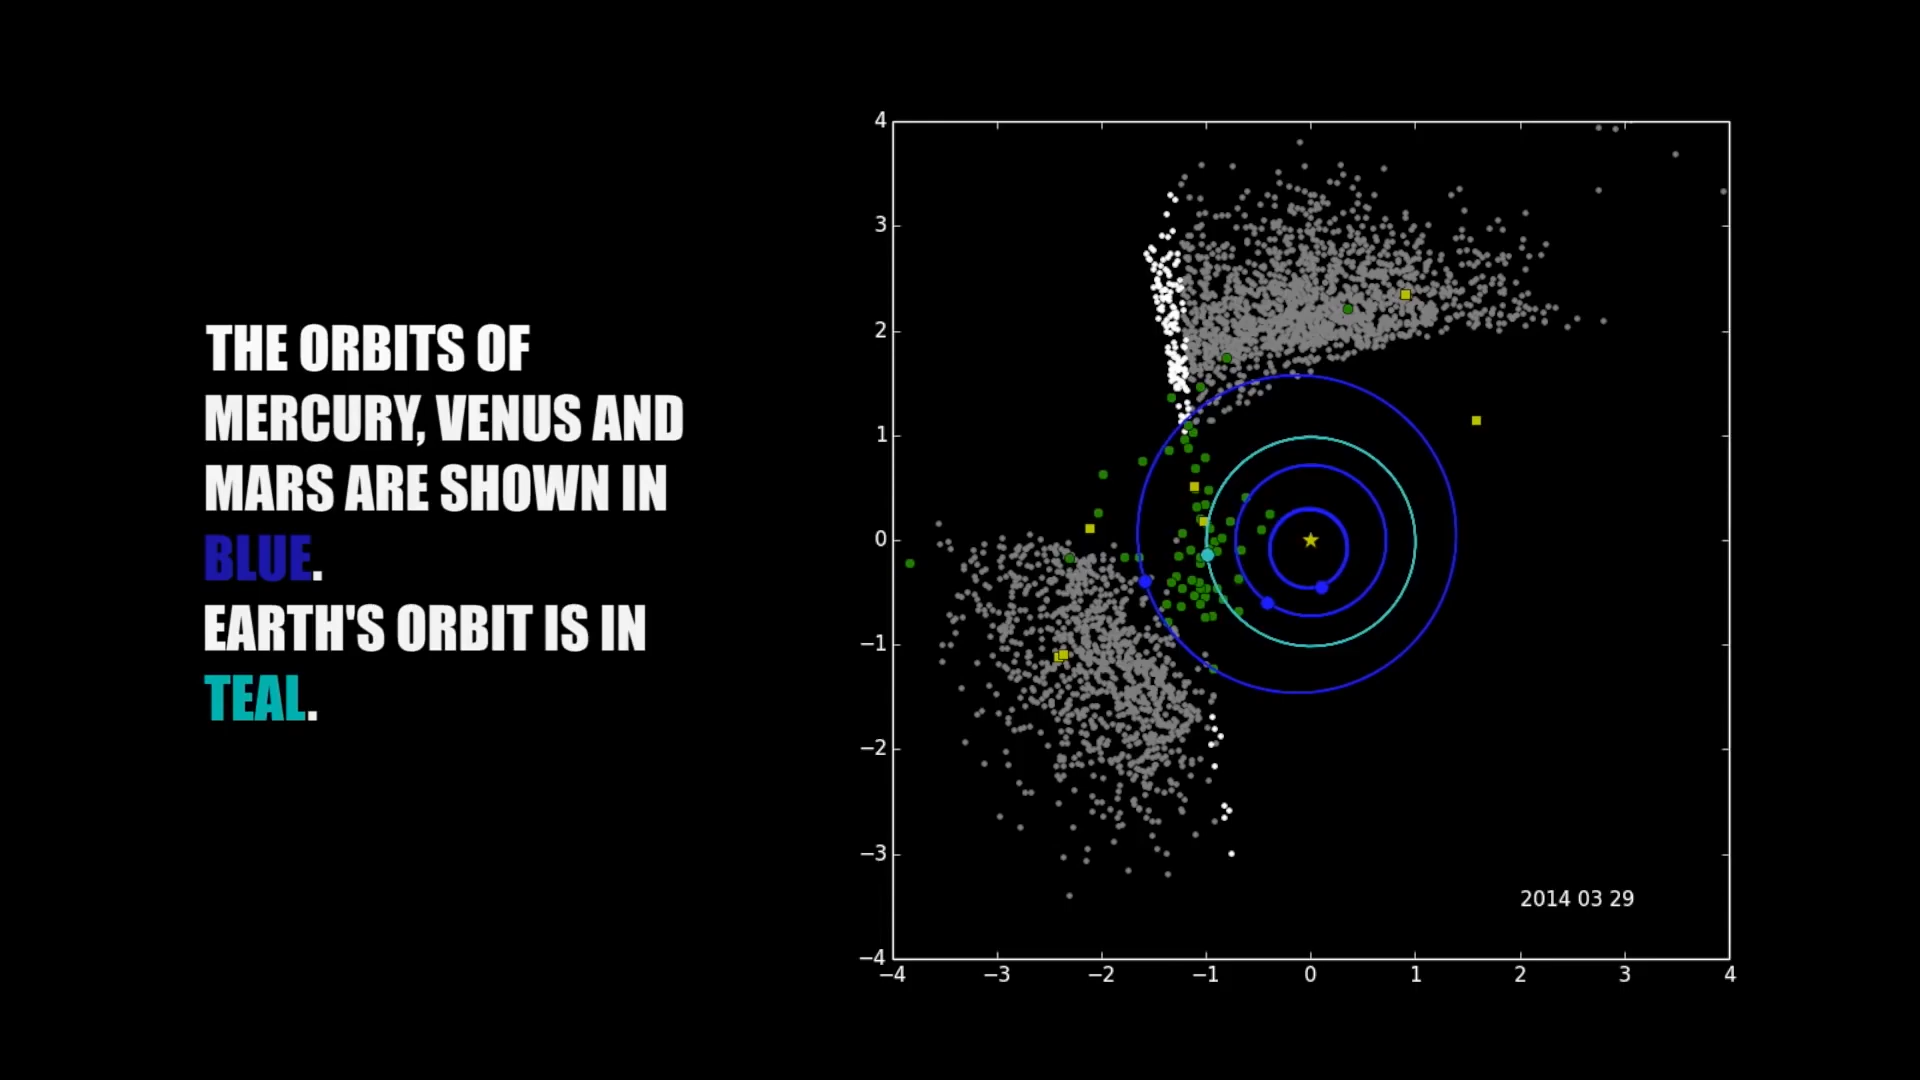 THE ORBITS OF
MERCURY, VENUS AND
MARS ARE SHOWN IN
BLUE.
EARTH'S ORBIT IS IN
TEAL.
4
3
2
1
0
−1
−2
−3
−4
−4 −3 −2 −1 0 1 2 3 4
2014 03 29